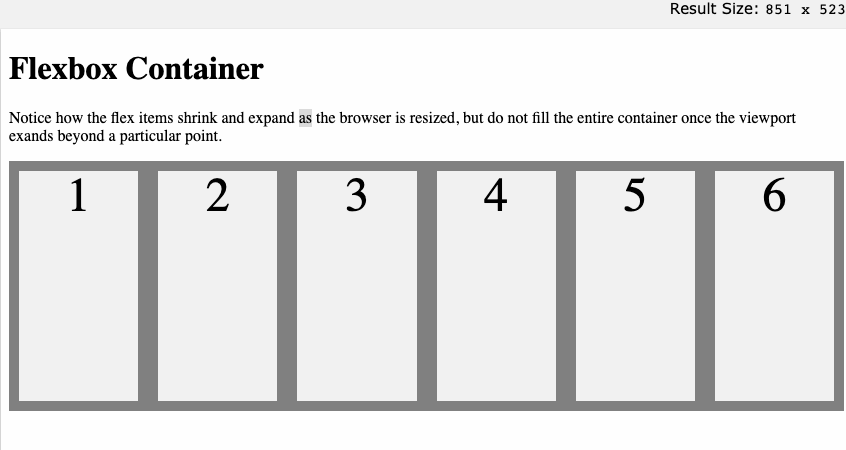 Result Size: 851 x 523
Flexbox Container
Notice how the flex items shrink and expand as the browser is resized, but do not fill the entire container once the viewport
exands beyond a particular point.
1 2 3 4 5 6